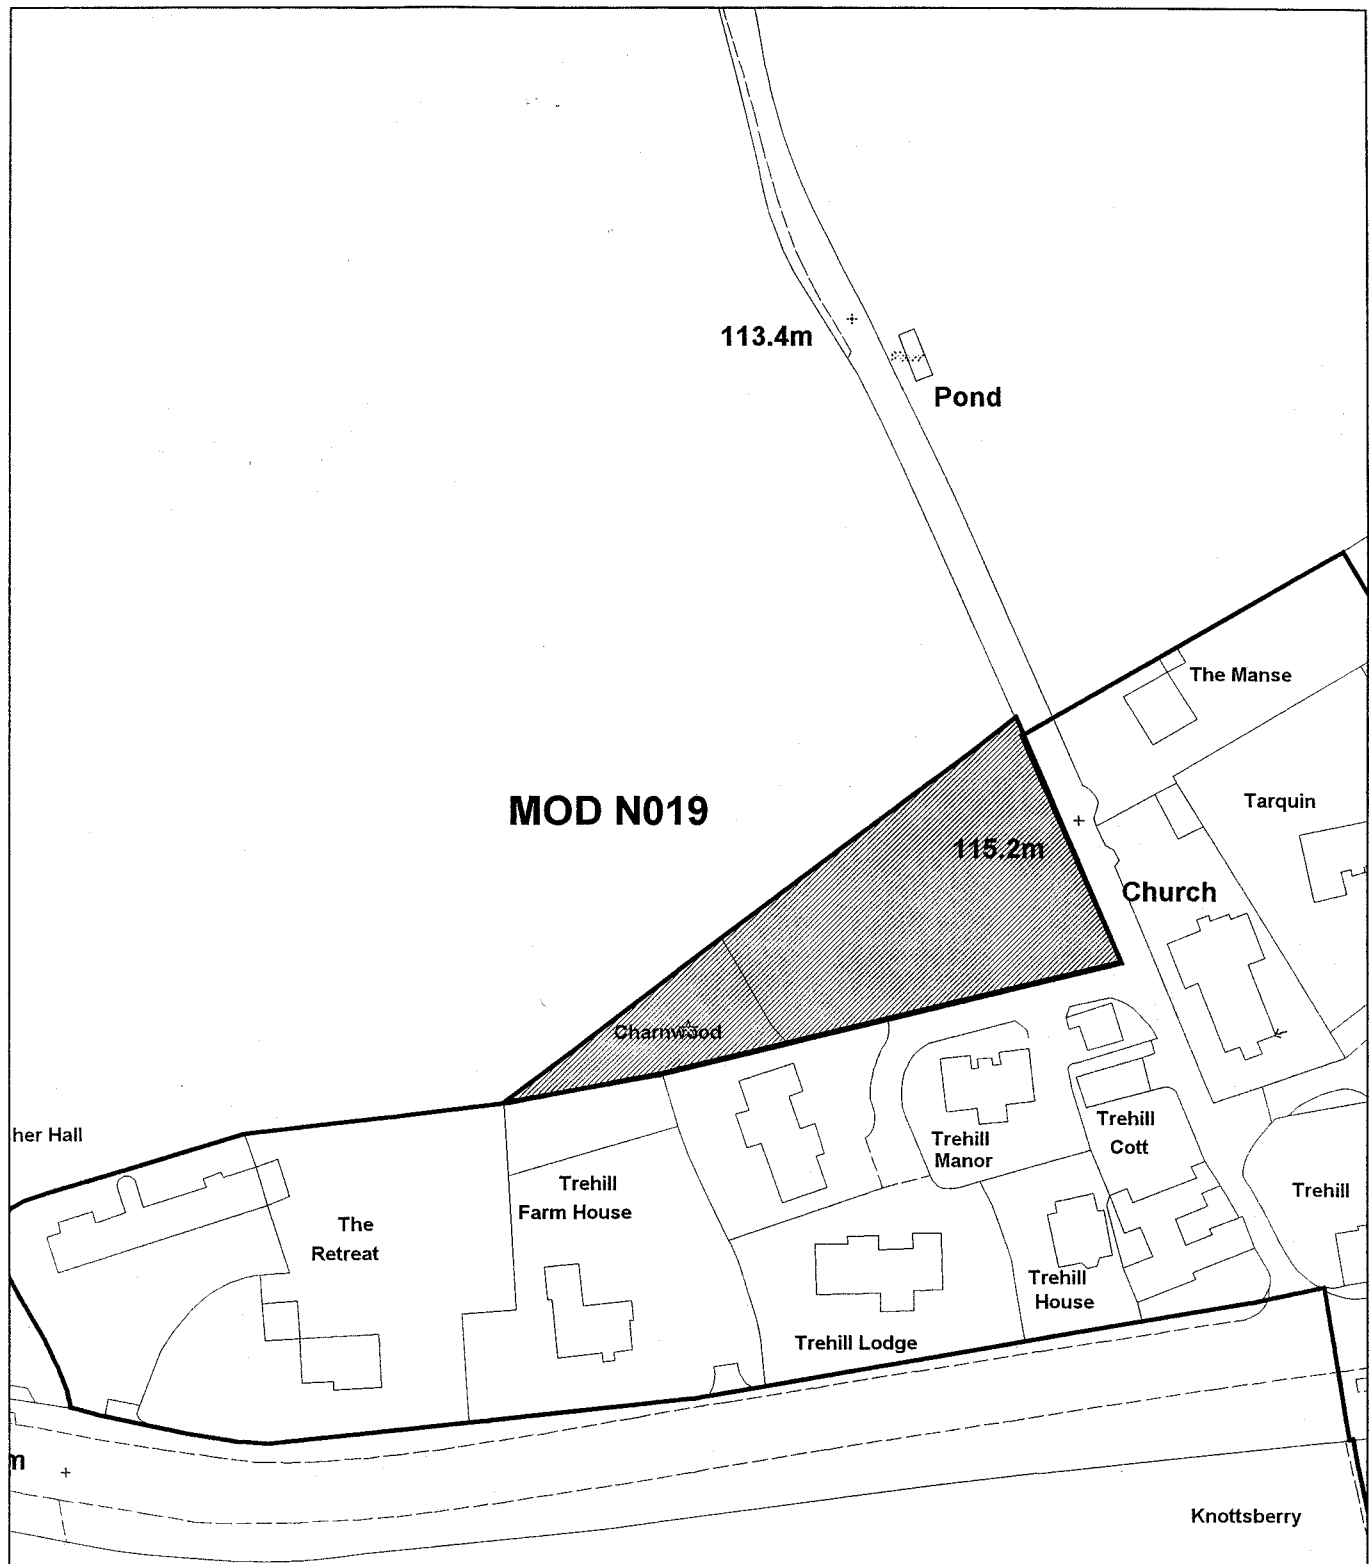 113.4m
Pond
The Manse
MOD N019
Tarquin
115.2m
Church
Charnwood
her Hall
Trehill
Manor
Trehill
Cott
Trehill
Farm House
Trehill
The
Retreat
Trehill
House
Trehill Lodge
m
Knottsberry